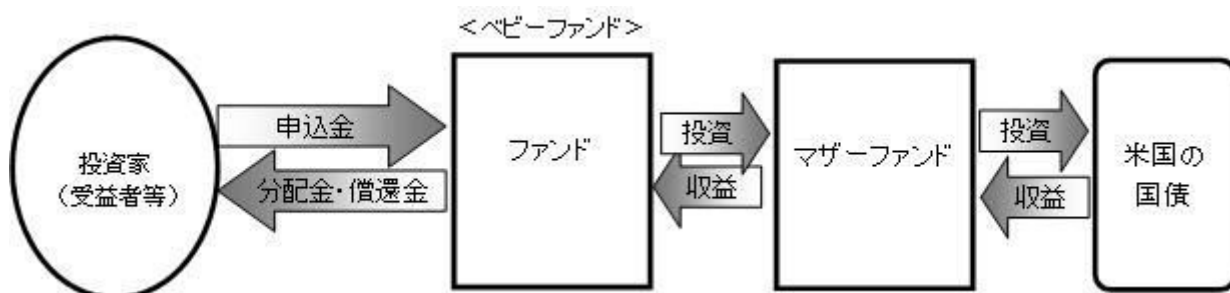 ＜ベビーファンド＞
投資家
（受益者等）
申込金
分配金・償還金
ファンド
投資
収益
マザーファンド
投資
収益
米国の
国債